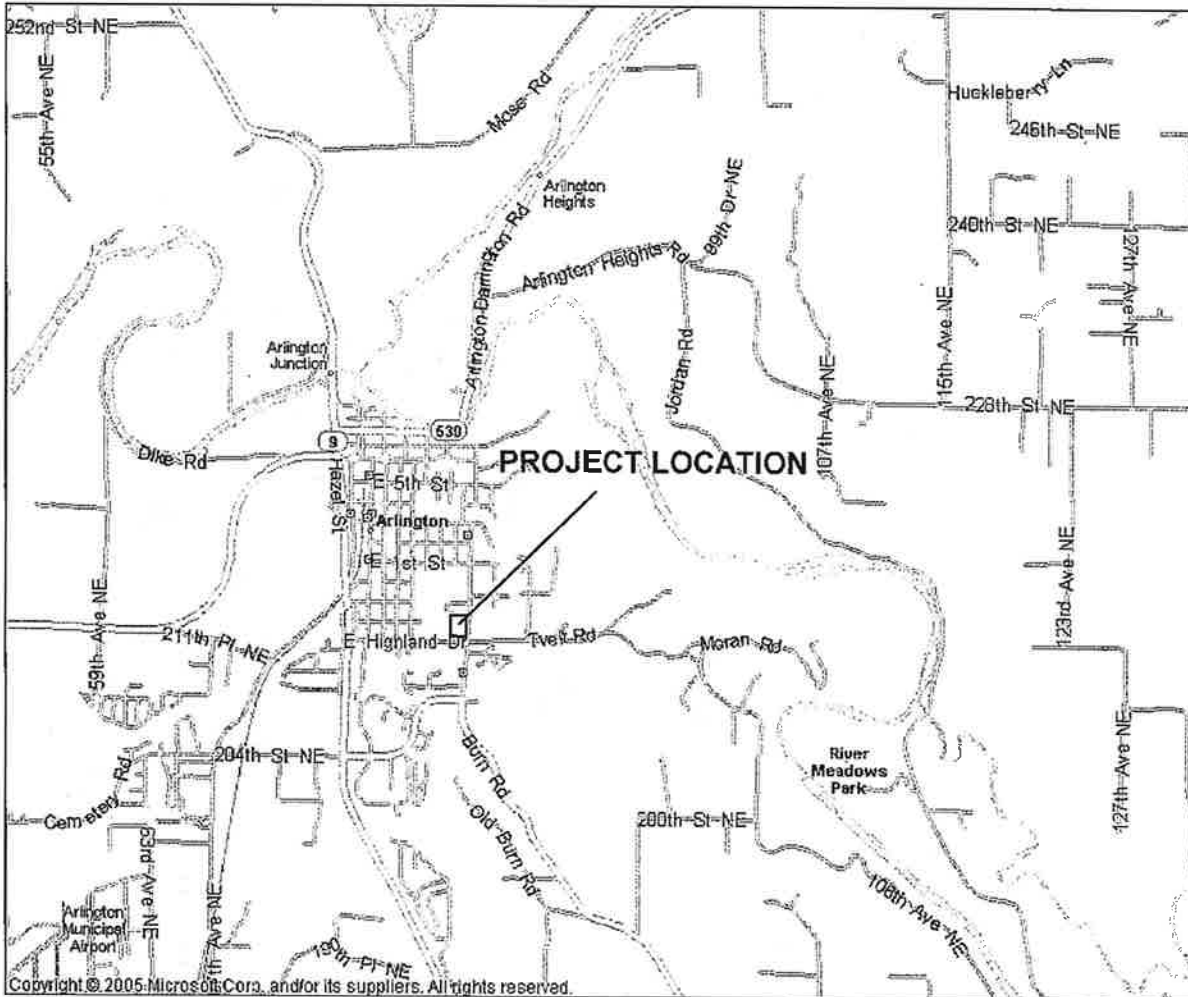 252nd St NE
55th Ave NE
Mose Rd
Huckleberry Ln
246th St NE
Arlington
Heights
89th Dr NE
240th St NE
127th Ave NE
Arlington Heights Rd
Arlington Darrington Rd
115th Ave NE
Arlington
Junction
Jordan Rd
107th Ave NE
228th St NE
530
9
Dike Rd
Hazel St
E 5th St
PROJECT LOCATION
Arlington
E 1st St
123rd Ave NE
59th Ave NE
211th Pl NE
E Highland Dr
Tveit Rd
Moran Rd
204th St NE
Burn Rd
Old Burn Rd
River
Meadows
Park
127th Ave NE
Cemetery Rd
63rd Ave NE
200th St NE
106th Ave NE
Arlington
Municipal
Airport
Ave NE
199th Pl NE
Copyright © 2005 Microsoft Corp. and/or its suppliers. All rights reserved.